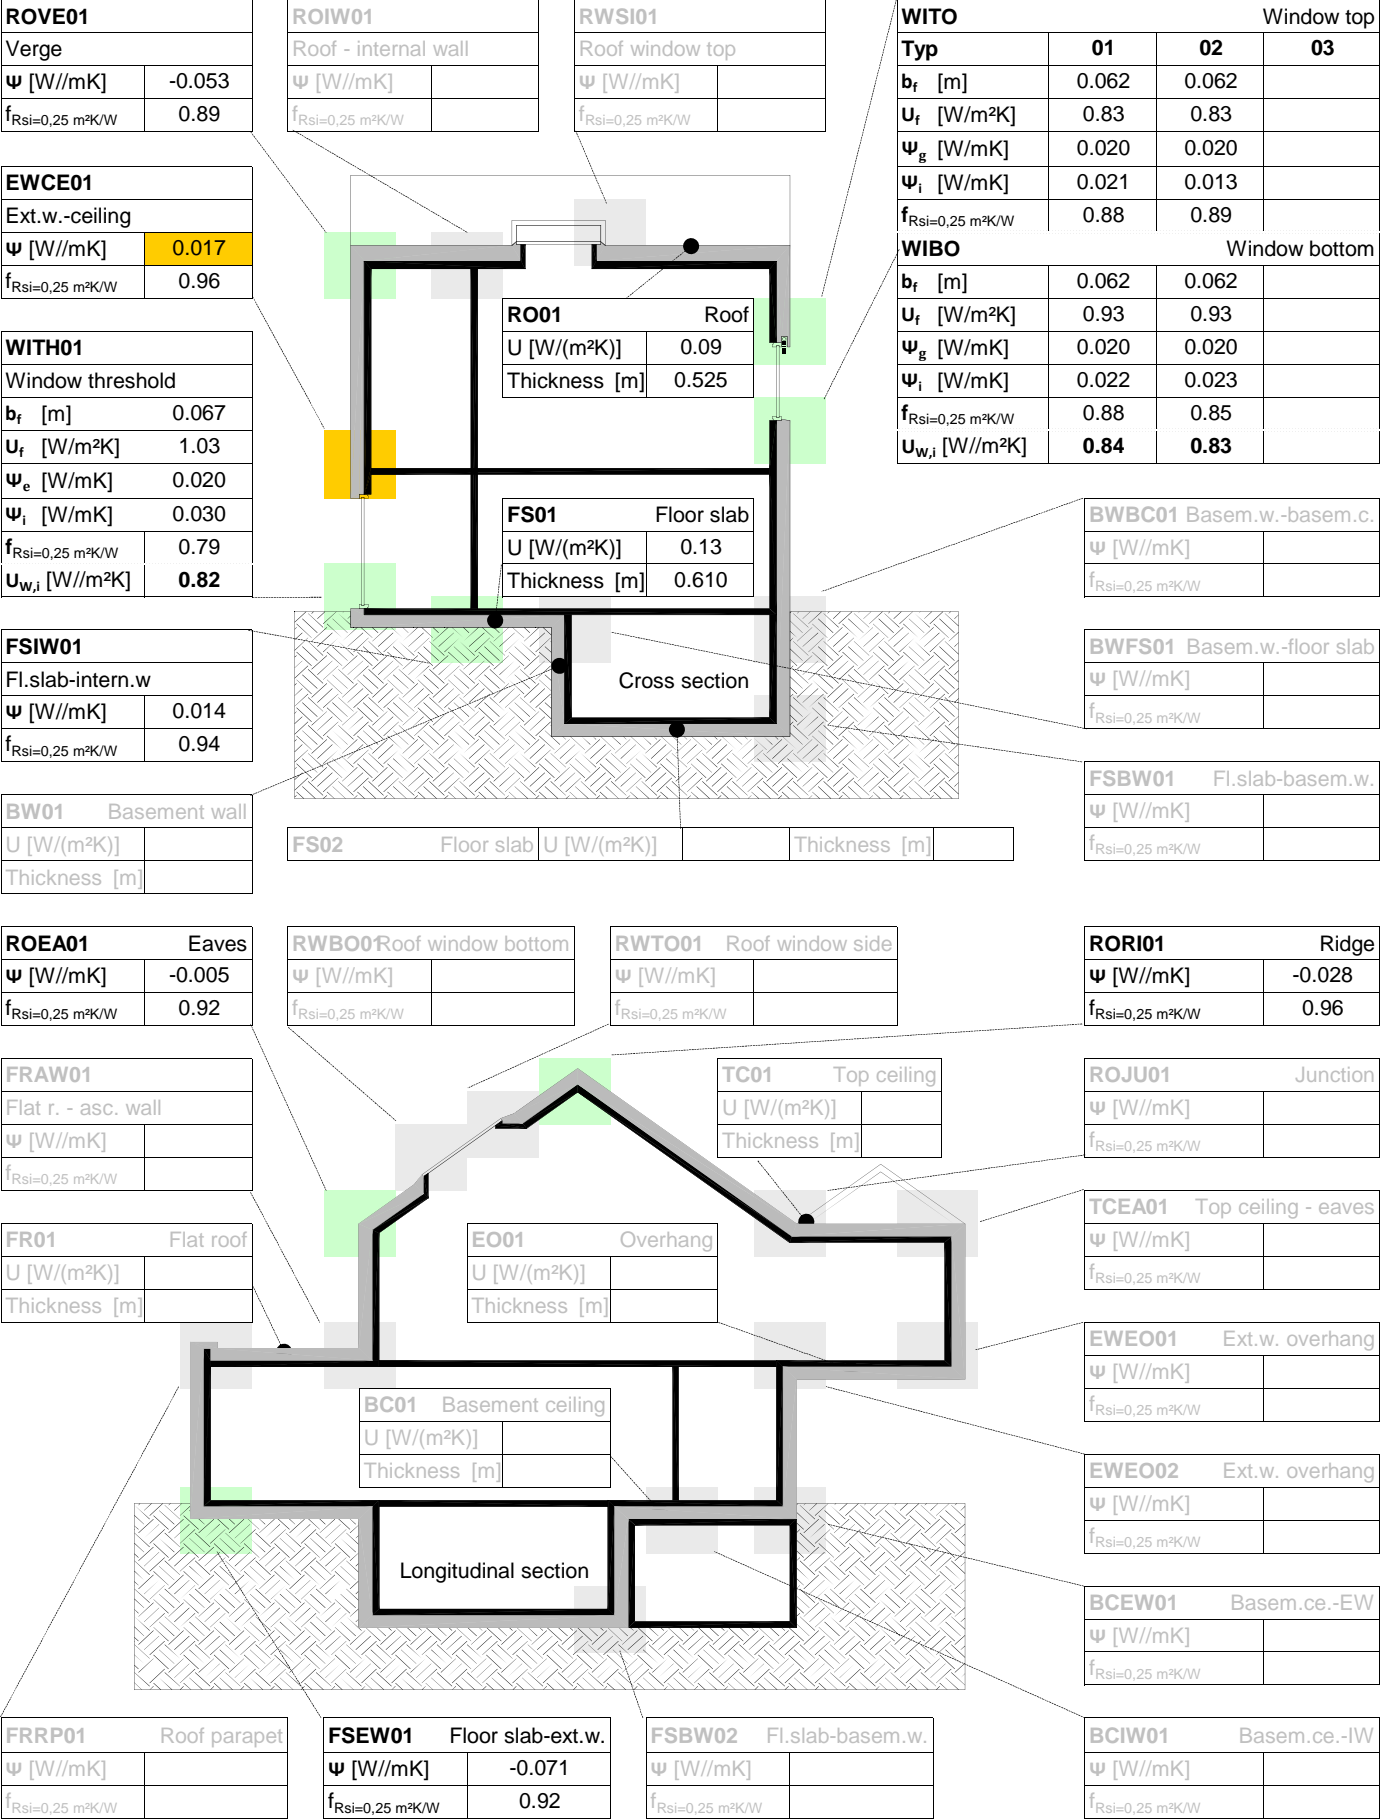 ROVE01
Verge
Ψ [W//mK] -0.053
fRsi=0,25 m²K/W 0.89
ROIW01
Roof - internal wall
Ψ [W//mK]
fRsi=0,25 m²K/W
RWSI01
Roof window top
Ψ [W//mK]
fRsi=0,25 m²K/W
WITO Window top
Typ 01 02 03
bf [m] 0.062 0.062
Uf [W/m²K] 0.83 0.83
Ψg [W/mK] 0.020 0.020
Ψi [W/mK] 0.021 0.013
fRsi=0,25 m²K/W 0.88 0.89
WIBO Window bottom
bf [m] 0.062 0.062
Uf [W/m²K] 0.93 0.93
Ψg [W/mK] 0.020 0.020
Ψi [W/mK] 0.022 0.023
fRsi=0,25 m²K/W 0.88 0.85
UW,i [W//m²K] 0.84 0.83
EWCE01
Ext.w.-ceiling
Ψ [W//mK] 0.017
fRsi=0,25 m²K/W 0.96
RO01 Roof
U [W/(m²K)] 0.09
Thickness [m] 0.525
WITH01
Window threshold
bf [m] 0.067
Uf [W/m²K] 1.03
Ψe [W/mK] 0.020
Ψi [W/mK] 0.030
fRsi=0,25 m²K/W 0.79
UW,i [W//m²K] 0.82
FS01 Floor slab
U [W/(m²K)] 0.13
Thickness [m] 0.610
BWBC01 Basem.w.-basem.c.
Ψ [W//mK]
fRsi=0,25 m²K/W
FSIW01
Fl.slab-intern.w
Ψ [W//mK] 0.014
fRsi=0,25 m²K/W 0.94
Cross section
BWFS01 Basem.w.-floor slab
Ψ [W//mK]
fRsi=0,25 m²K/W
FSBW01 Fl.slab-basem.w.
Ψ [W//mK]
fRsi=0,25 m²K/W
BW01 Basement wall
U [W/(m²K)]
Thickness [m]
FS02 Floor slab U [W/(m²K)] Thickness [m]
ROEA01 Eaves
Ψ [W//mK] -0.005
fRsi=0,25 m²K/W 0.92
RWBO01 Roof window bottom
Ψ [W//mK]
fRsi=0,25 m²K/W
RWTO01 Roof window side
Ψ [W//mK]
fRsi=0,25 m²K/W
RORI01 Ridge
Ψ [W//mK] -0.028
fRsi=0,25 m²K/W 0.96
FRAW01
Flat r. - asc. wall
Ψ [W//mK]
fRsi=0,25 m²K/W
TC01 Top ceiling
U [W/(m²K)]
Thickness [m]
ROJU01 Junction
Ψ [W//mK]
fRsi=0,25 m²K/W
TCEA01 Top ceiling - eaves
Ψ [W//mK]
fRsi=0,25 m²K/W
FR01 Flat roof
U [W/(m²K)]
Thickness [m]
EO01 Overhang
U [W/(m²K)]
Thickness [m]
EWEO01 Ext.w. overhang
Ψ [W//mK]
fRsi=0,25 m²K/W
BC01 Basement ceiling
U [W/(m²K)]
Thickness [m]
EWEO02 Ext.w. overhang
Ψ [W//mK]
fRsi=0,25 m²K/W
Longitudinal section
BCEW01 Basem.ce.-EW
Ψ [W//mK]
fRsi=0,25 m²K/W
FRRP01 Roof parapet
Ψ [W//mK]
fRsi=0,25 m²K/W
FSEW01 Floor slab-ext.w.
Ψ [W//mK] -0.071
fRsi=0,25 m²K/W 0.92
FSBW02 Fl.slab-basem.w.
Ψ [W//mK]
fRsi=0,25 m²K/W
BCIW01 Basem.ce.-IW
Ψ [W//mK]
fRsi=0,25 m²K/W